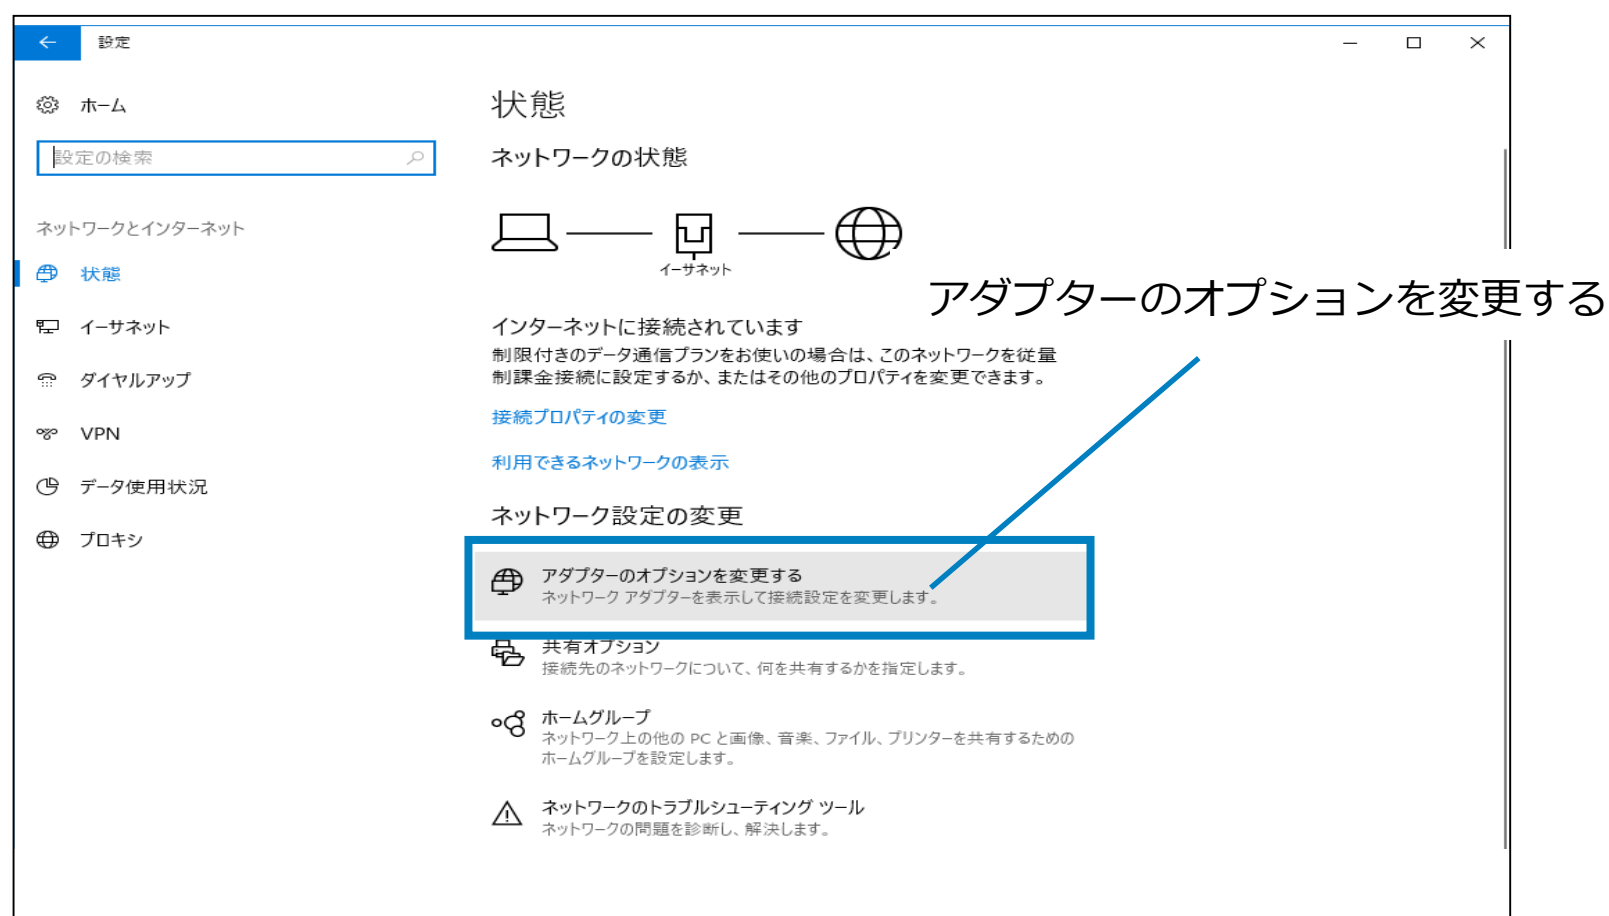 設定
ホーム
設定の検索
ネットワークとインターネット
状態
イーサネット
ダイヤルアップ
VPN
データ使用状況
プロキシ
状態
ネットワークの状態
イーサネット
アダプターのオプションを変更する
インターネットに接続されています
制限付きのデータ通信プランをお使いの場合は、このネットワークを従量
制課金接続に設定するか、またはその他のプロパティを変更できます。
接続プロパティの変更
利用できるネットワークの表示
ネットワーク設定の変更
アダプターのオプションを変更する
ネットワーク アダプターを表示して接続設定を変更します。
共有オプション
接続先のネットワークについて、何を共有するかを指定します。
ホームグループ
ネットワーク上の他の PC と画像、音楽、ファイル、プリンターを共有するための
ホームグループを設定します。
ネットワークのトラブルシューティング ツール
ネットワークの問題を診断し、解決します。